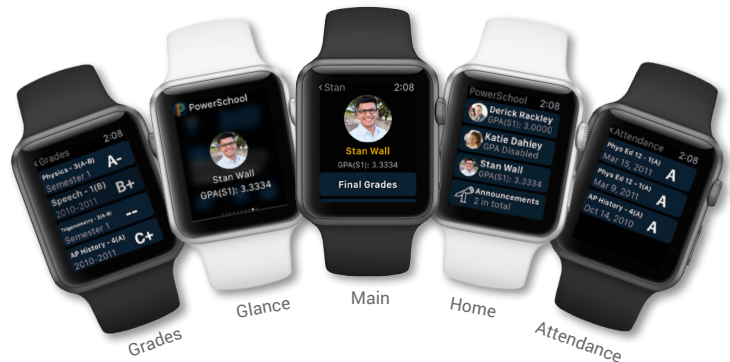 <Grades 2:08
Physics - 3(A-B)
Semester 1
A-
Speech - 1(B)
2010-2011
B+
Trigonometry - 2(A-B)
Semester 1
--
AP History - 4(A)
2010-2011
C+
Grades
PowerSchool
Stan Wall
GPA(S1): 3.3334
Glance
<Stan 2:08
Stan Wall
GPA(S1): 3.3334
Final Grades
Main
PowerSchool 2:08
Derick Rackley
GPA(S1): 3.0000
Katie Dahley
GPA Disabled
Stan Wall
GPA(S1): 3.3334
Announcements
2 in total
Home
<Attendance 2:08
Phys Ed 12 - 1(A)
Mar 15, 2011
A
Phys Ed 12 - 1(A)
Mar 9, 2011
A
AP History - 4(A)
Oct 14, 2010
A
Attendance